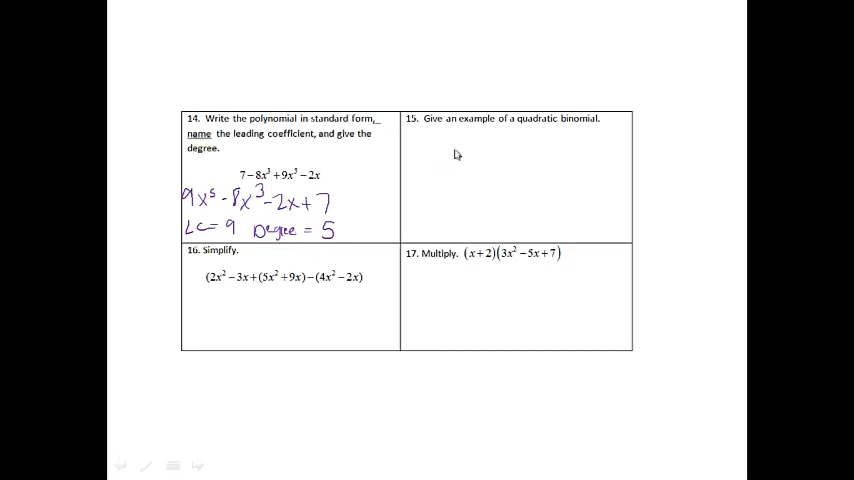 14. Write the polynomial in standard form,
name the leading coefficient, and give the
degree.
7 − 8x³ + 9x⁵ − 2x
9x⁵ - 8x³ - 2x + 7
LC = 9 Degree = 5
15. Give an example of a quadratic binomial.
16. Simplify.
(2x² − 3x + (5x² + 9x) − (4x² − 2x)
17. Multiply. (x + 2)(3x² − 5x + 7)